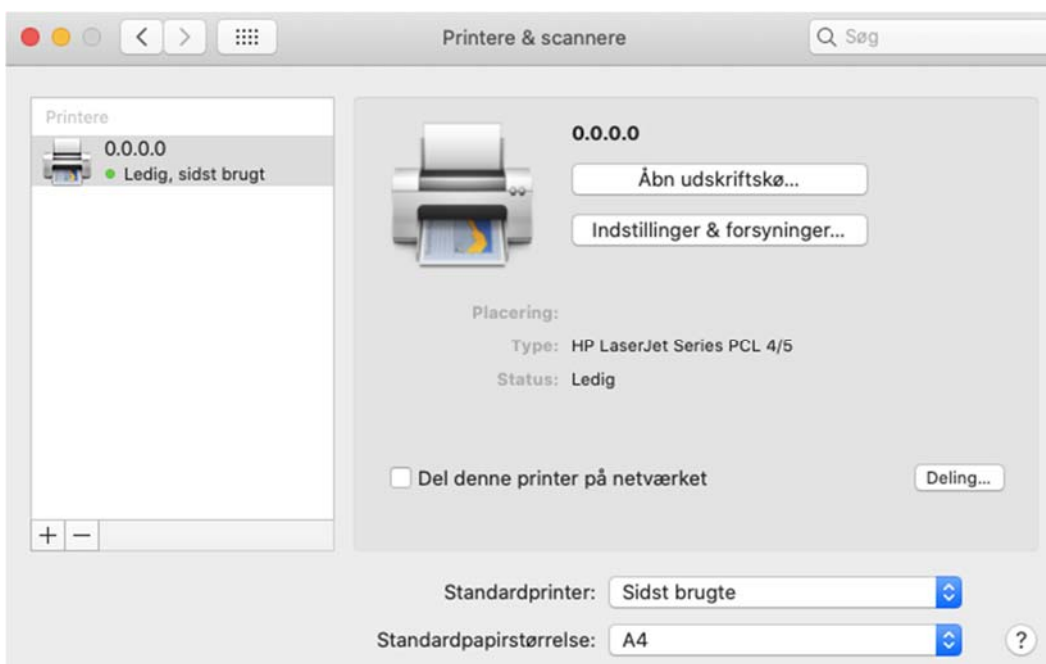 Printere & scannere
Søg
Printere
0.0.0.0
Ledig, sidst brugt
0.0.0.0
Åbn udskriftskø...
Indstillinger & forsyninger...
Placering:
Type: HP LaserJet Series PCL 4/5
Status: Ledig
Del denne printer på netværket
Deling...
+ −
Standardprinter: Sidst brugte
Standardpapirstørrelse: A4
?